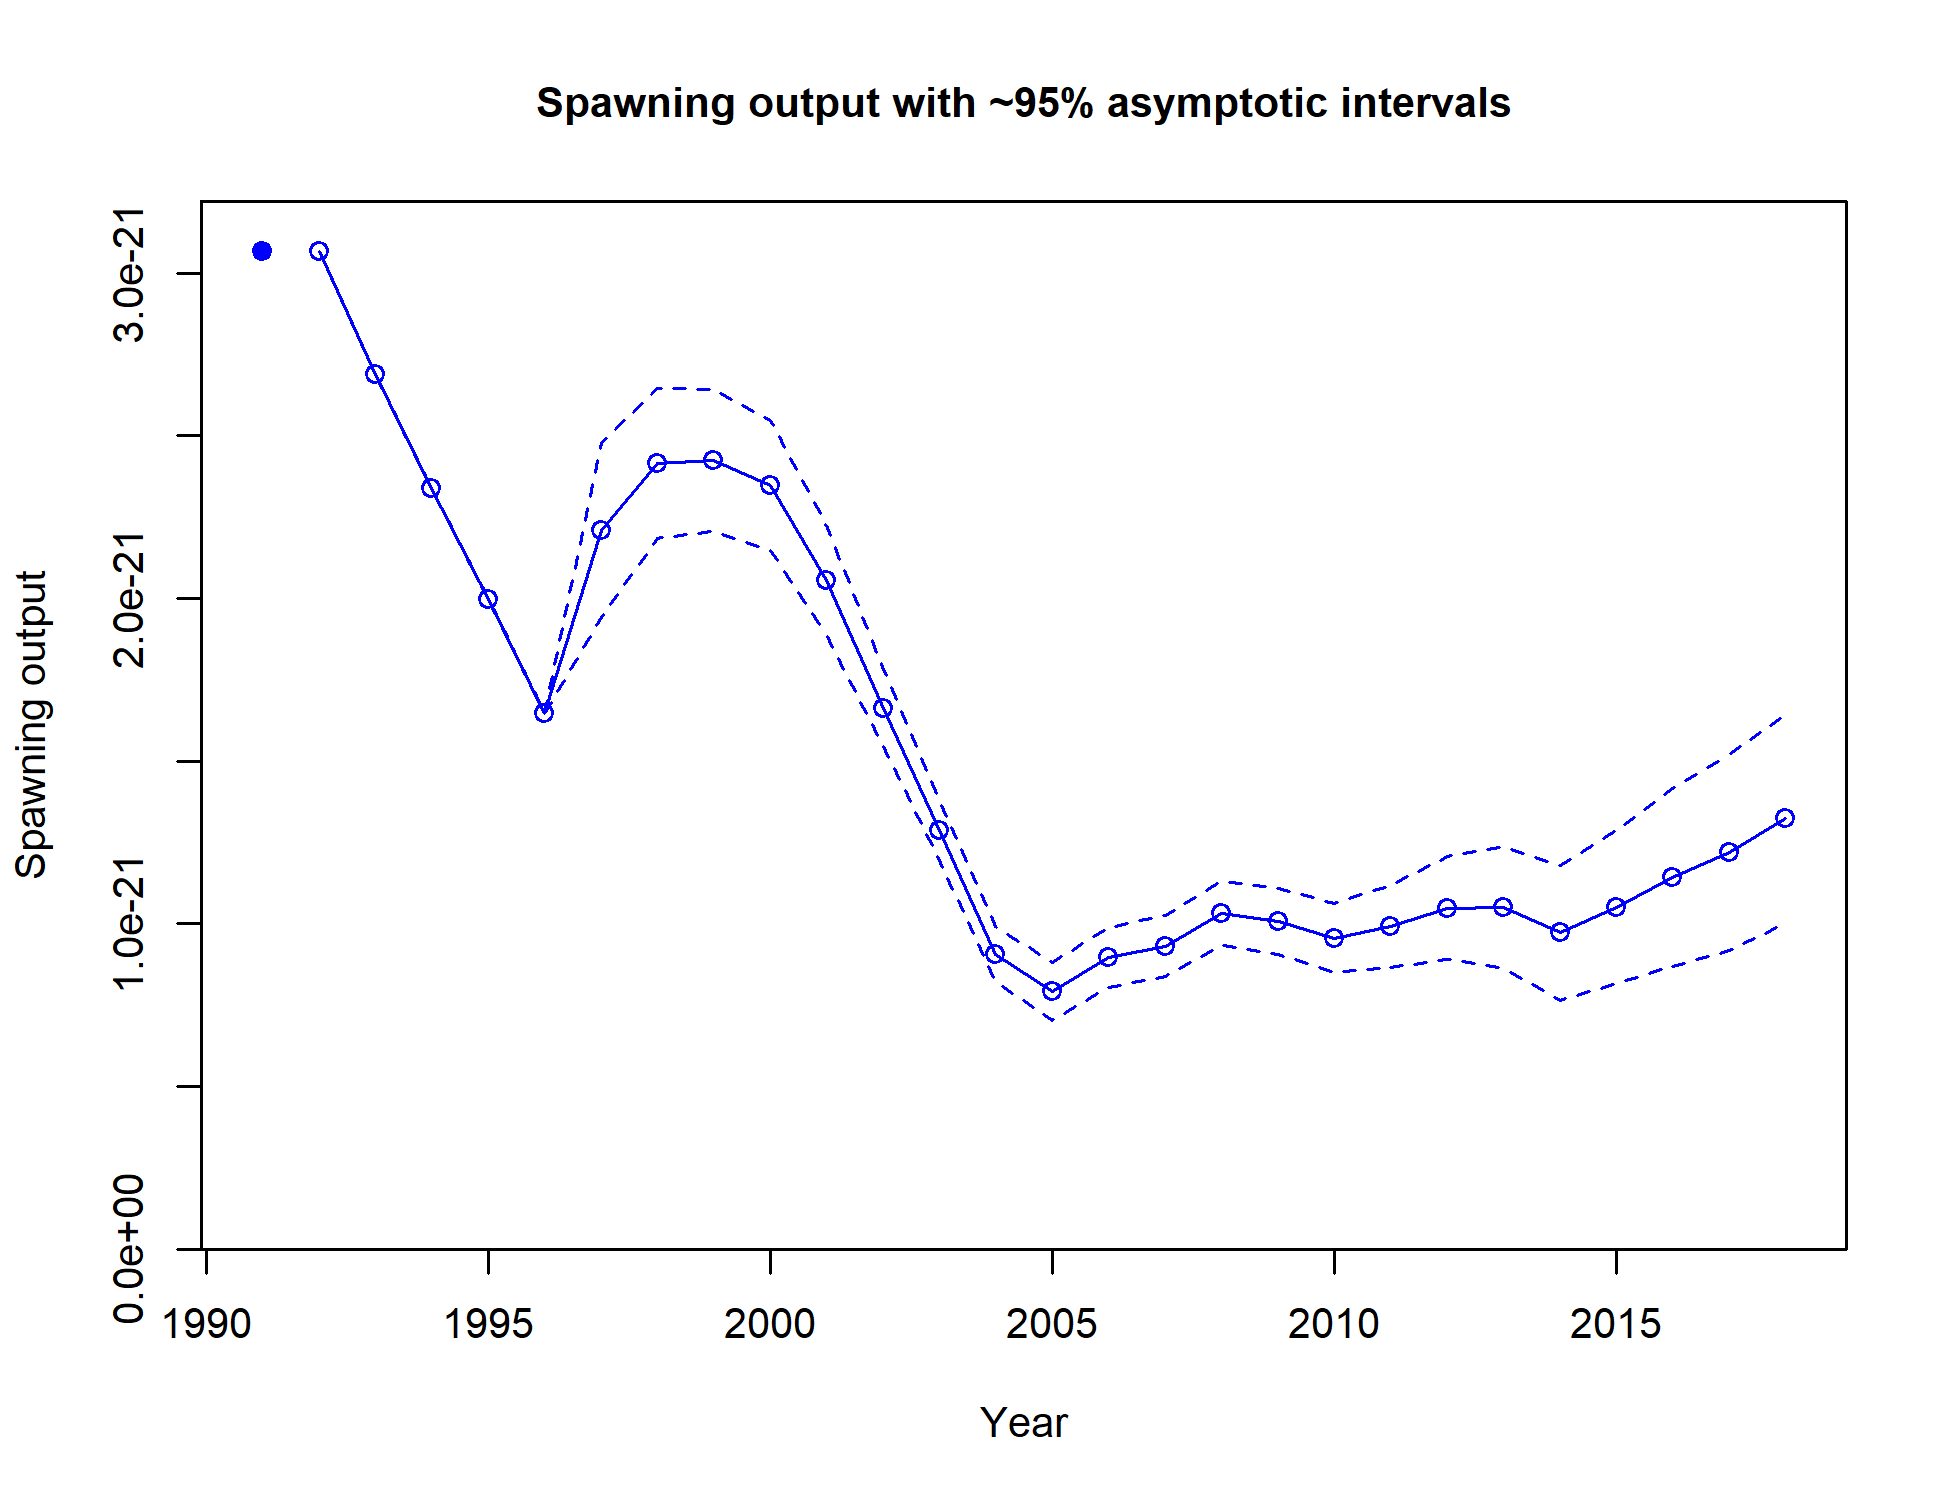 Spawning output with ~95% asymptotic intervals
Spawning output
3.0e-21
2.0e-21
1.0e-21
0.0e+00
1990 1995 2000 2005 2010 2015
Year